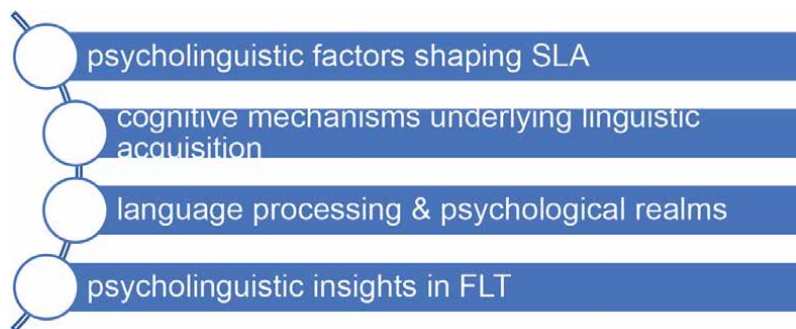 psycholinguistic factors shaping SLA
cognitive mechanisms underlying linguistic
acquisition
language processing & psychological realms
psycholinguistic insights in FLT